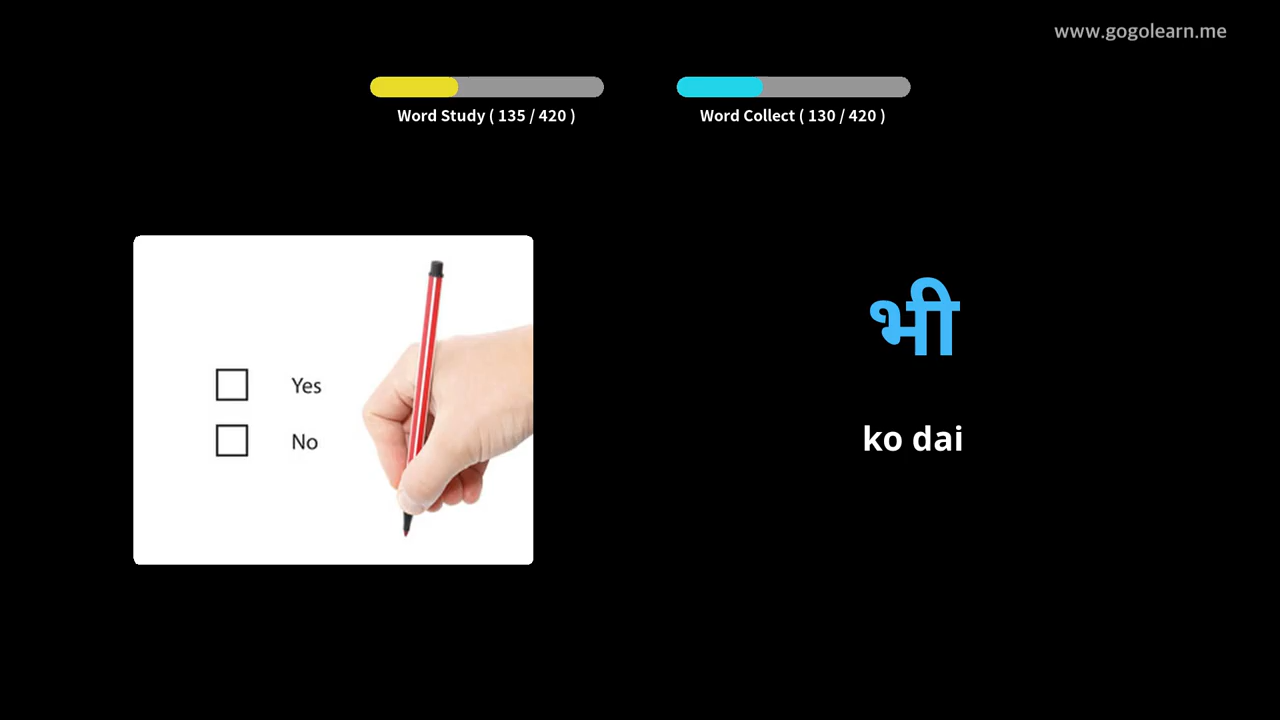 www.gogolearn.me
Word Study ( 135 / 420 )
Word Collect ( 130 / 420 )
Yes
No
भी
ko dai